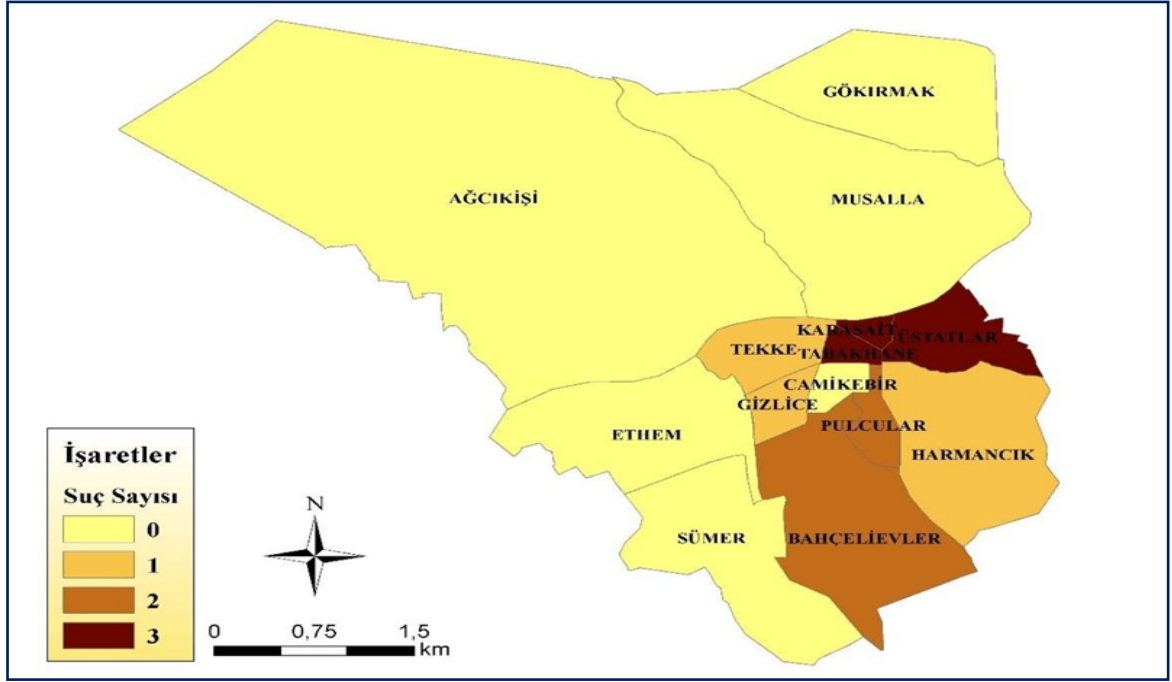 GÖKIRMAK
AĞCIKİŞİ
MUSALLA
KARASAİT
ÜSTATLAR
TEKKE
TABAKHANE
CAMİKEBİR
GİZLİCE
PULCULAR
ETHEM
HARMANCIK
SÜMER
BAHÇELİEVLER
İşaretler
Suç Sayısı
0
1
2
3
N
0 0,75 1,5
km